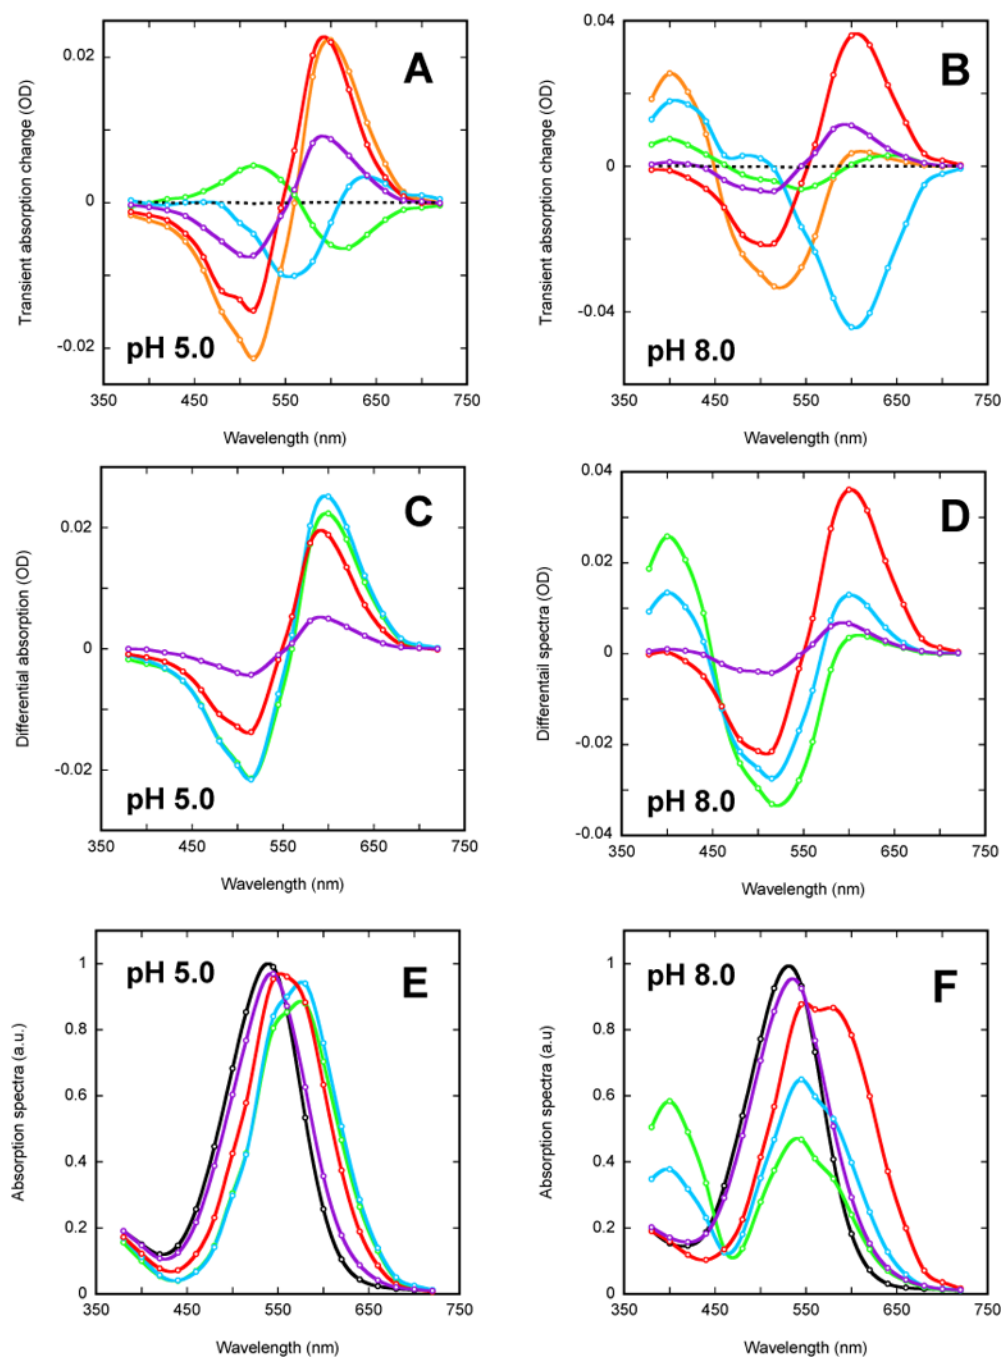 A
0.02
0
-0.02
Transient absorption change (OD)
pH 5.0
350
450
550
650
750
Wavelength (nm)
B
0.04
0
-0.04
Transient absorption change (OD)
pH 8.0
350
450
550
650
750
Wavelength (nm)
C
0.02
0
-0.02
Differential absorption (OD)
pH 5.0
350
450
550
650
750
Wavelength (nm)
D
0.04
0.02
0
-0.02
-0.04
Differentail spectra (OD)
pH 8.0
350
450
550
650
750
Wavelength (nm)
pH 5.0
E
1
0.8
0.6
0.4
0.2
0
Absorption spectra (a.u.)
350
450
550
650
750
Wavelength (nm)
pH 8.0
F
1
0.8
0.6
0.4
0.2
0
Absorption spectra (a.u)
350
450
550
650
750
Wavelength (nm)